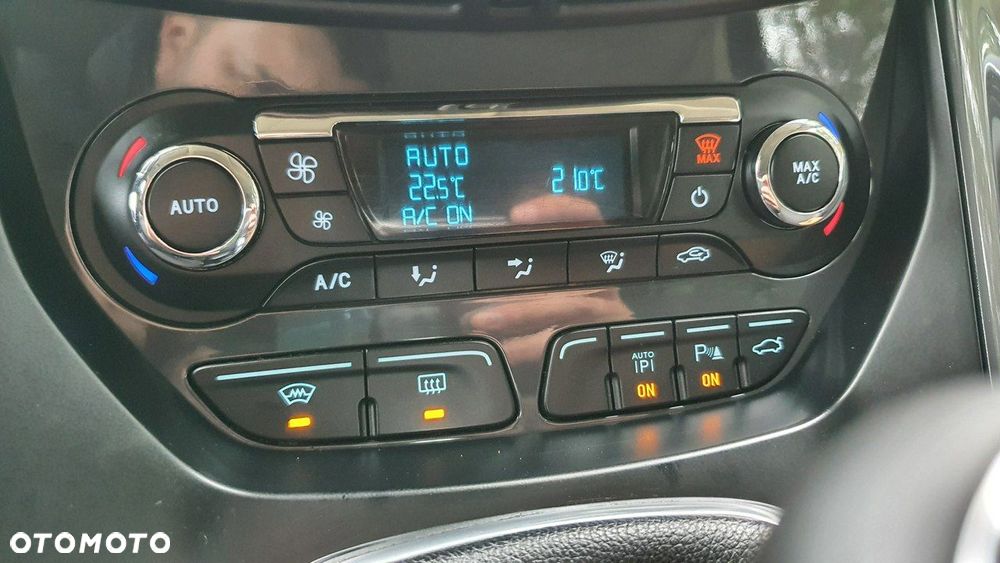 AUTO
AUTO
22.5°C
A/C ON
21.0°C
MAX
MAX
A/C
A/C
AUTO
P
ON
P
ON
OTOMOTO